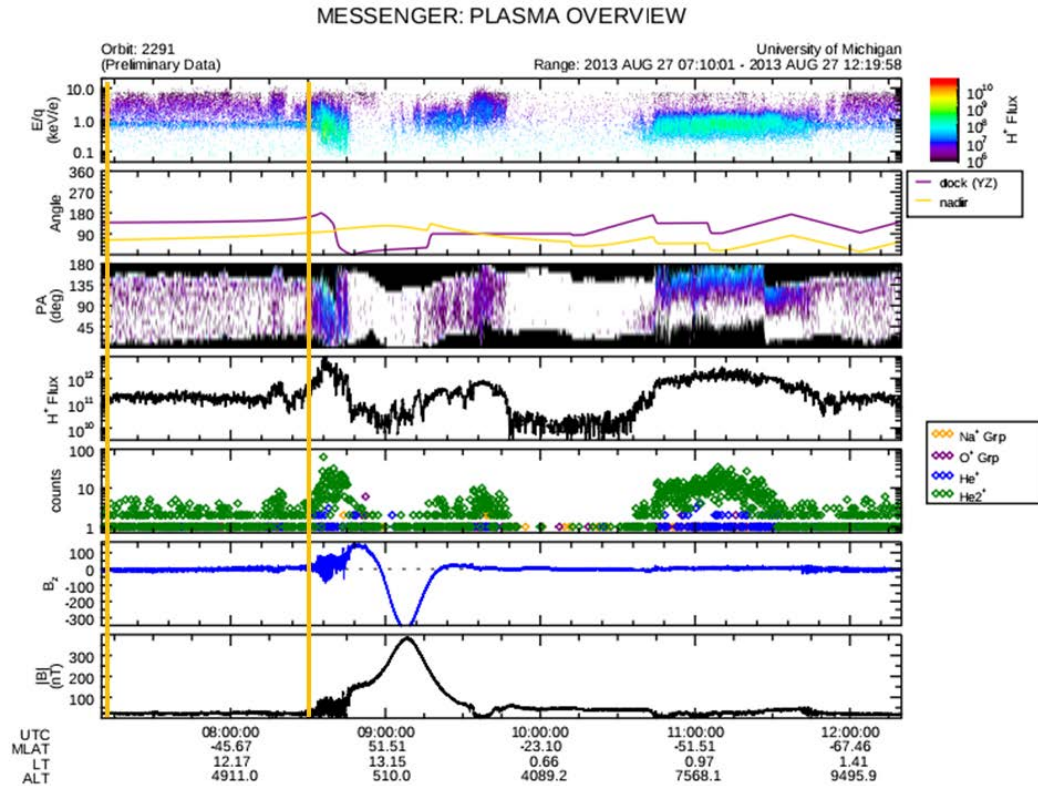 MESSENGER: PLASMA OVERVIEW
Orbit: 2291
University of Michigan
(Preliminary Data)
Range: 2013 AUG 27 07:10:01 - 2013 AUG 27 12:19:58
E/q
(keV/e)
10.0
1.0
0.1
10¹⁰
10⁹
10⁸
10⁷
10⁶
H⁺ Flux
Angle
360
270
180
90
clock (YZ)
nadir
PA
(deg)
180
135
90
45
H⁺ Flux
10¹²
10¹¹
10¹⁰
counts
100
10
1
Na⁺ Grp
O⁺ Grp
He⁺
He2⁺
Bz
100
0
-100
-200
-300
|B|
(nT)
300
200
100
UTC 08:00:00 09:00:00 10:00:00 11:00:00 12:00:00
MLAT -45.67 51.51 -23.10 -51.51 -67.46
LT 12.17 13.15 0.66 0.97 1.41
ALT 4911.0 510.0 4089.2 7568.1 9495.9